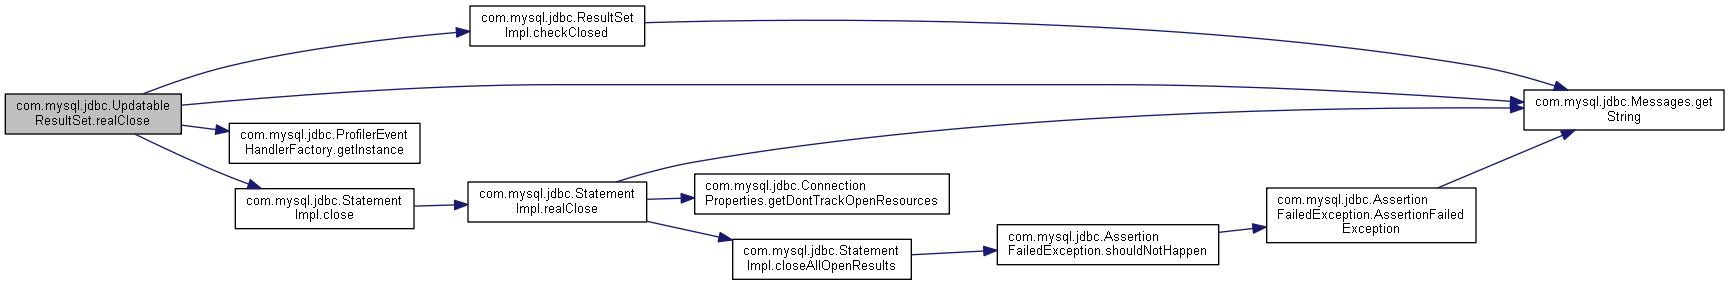 com.mysql.jdbc.ResultSet
Impl.checkClosed
com.mysql.jdbc.Updatable
ResultSet.realClose
com.mysql.jdbc.Messages.get
String
com.mysql.jdbc.ProfilerEvent
HandlerFactory.getInstance
com.mysql.jdbc.Statement
Impl.close
com.mysql.jdbc.Statement
Impl.realClose
com.mysql.jdbc.Connection
Properties.getDontTrackOpenResources
com.mysql.jdbc.Statement
Impl.closeAllOpenResults
com.mysql.jdbc.Assertion
FailedException.shouldNotHappen
com.mysql.jdbc.Assertion
FailedException.AssertionFailed
Exception